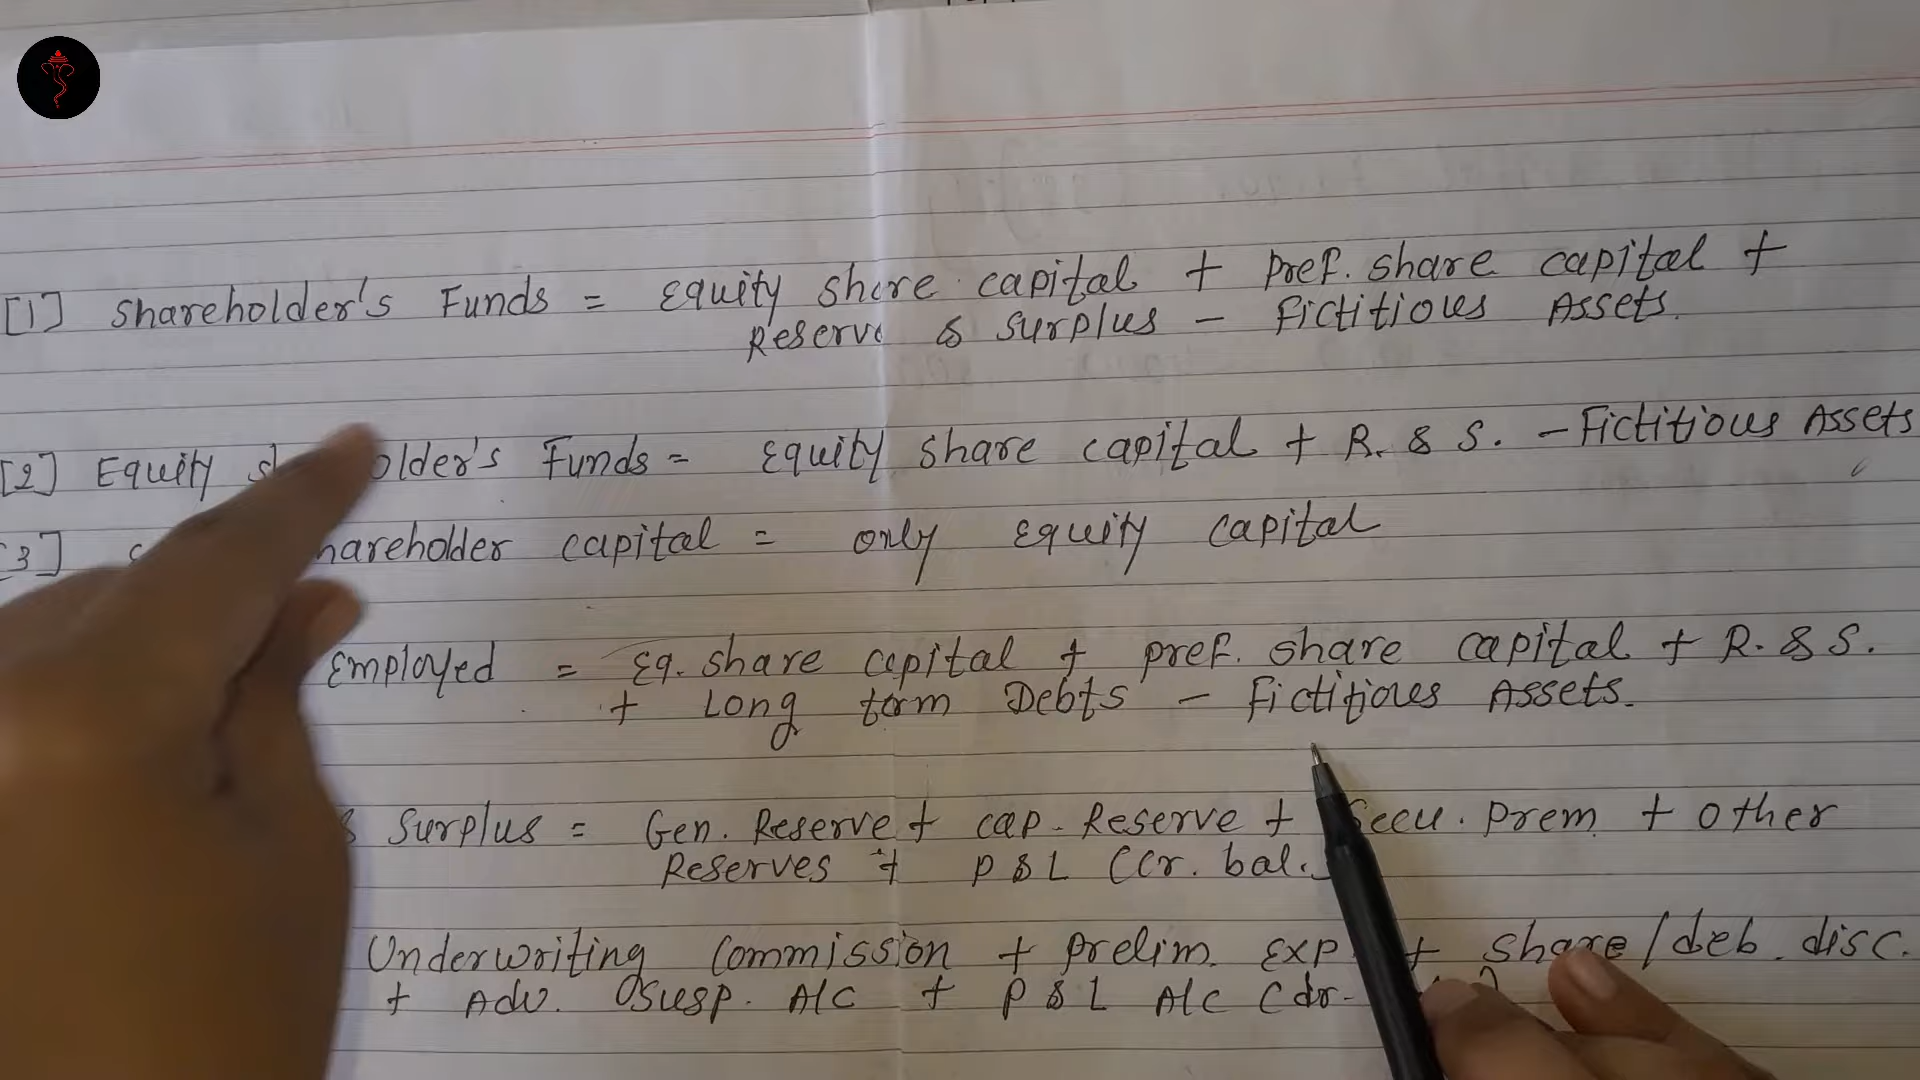 [1] Shareholder's Funds = Equity share capital + Pref. share capital +
Reserve & Surplus - Fictitious Assets.
[2] Equity older's Funds = Equity share capital + R. & S. - Fictitious Assets
[3] hareholder capital = only equity capital
Employed = Eq. share capital + pref. share capital + R. & S.
+ Long term Debts - Fictitious Assets.
& Surplus = Gen. Reserve + cap. Reserve + Secu. Prem. + other
Reserves + P & L (cr. bal.)
Underwriting commission + prelim. Exp + share/deb. disc.
+ Adv. Susp. A/C + P & L A/C (dr.